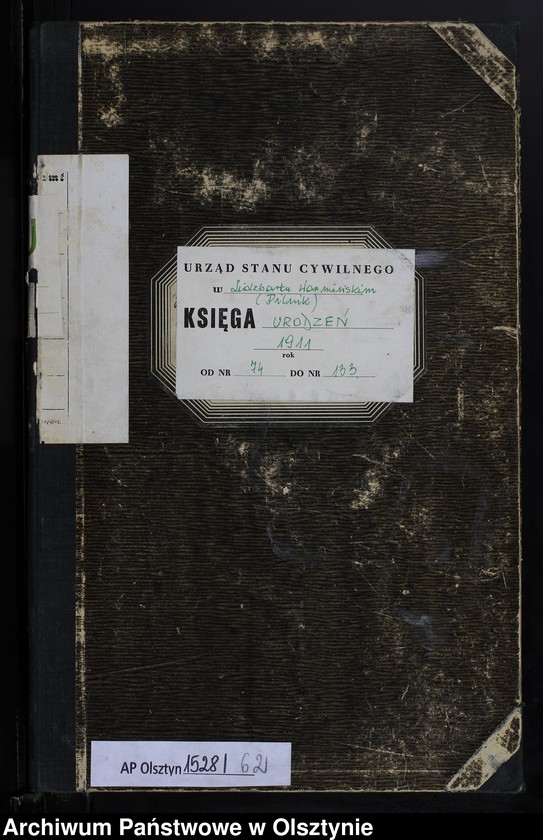 URZĄD STANU CYWILNEGO
w Lidzbarku Warmińskim
(Pilnik)
KSIĘGA URODZEŃ
1911
rok
OD NR 74 DO NR 133
AP Olsztyn 1528/ 62
Archiwum Państwowe w Olsztynie